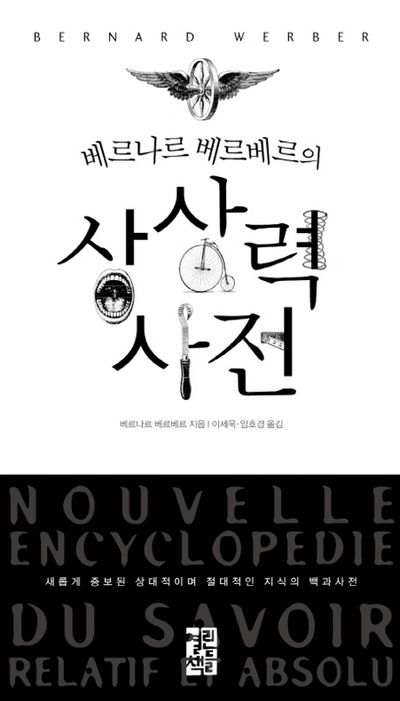 BERNARD WERBER
베르나르 베르베르의
상상력
사전
베르나르 베르베르 지음 | 이세욱·임호경 옮김
NOUVELLE
ENCYCLOPEDIE
새롭게 증보된 상대적이며 절대적인 지식의 백과사전
DU SAVOIR
열린
책들
RELATIF ET ABSOLU